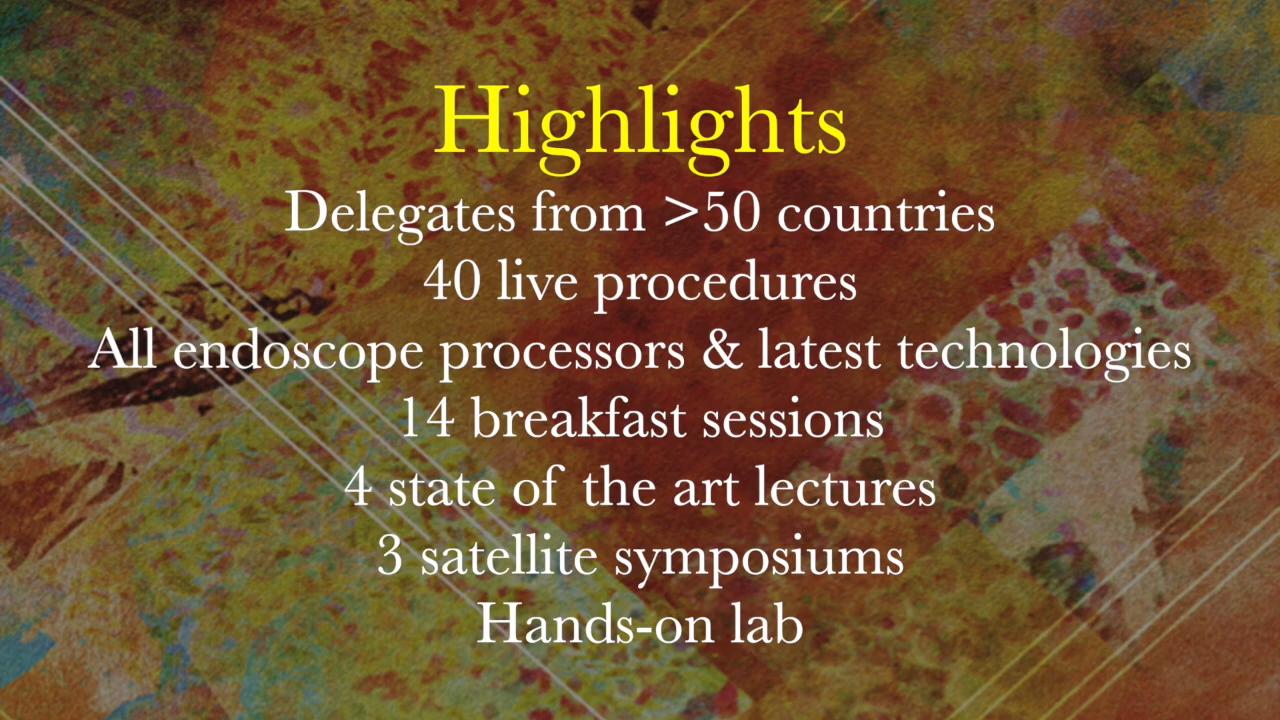 Highlights
Delegates from >50 countries
40 live procedures
All endoscope processors & latest technologies
14 breakfast sessions
4 state of the art lectures
3 satellite symposiums
Hands-on lab